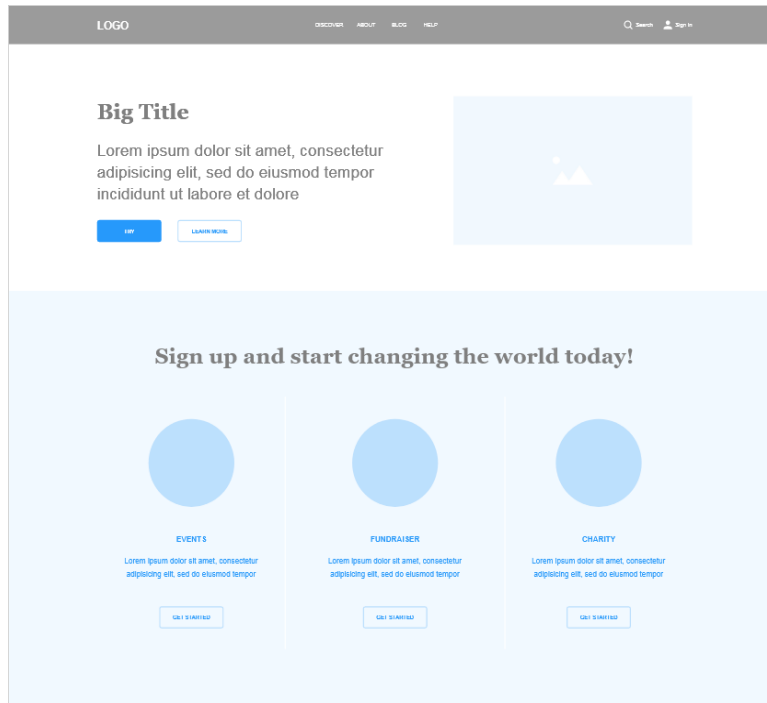 LOGO
DISCOVER ABOUT BLOG HELP
Search Sign In
Big Title
Lorem ipsum dolor sit amet, consectetur
adipisicing elit, sed do eiusmod tempor
incididunt ut labore et dolore
TRY LEARN MORE
Sign up and start changing the world today!
EVENTS FUNDRAISER CHARITY
Lorem ipsum dolor sit amet, consectetur
adipisicing elit, sed do eiusmod tempor
Lorem ipsum dolor sit amet, consectetur
adipisicing elit, sed do eiusmod tempor
Lorem ipsum dolor sit amet, consectetur
adipisicing elit, sed do eiusmod tempor
GET STARTED GET STARTED GET STARTED